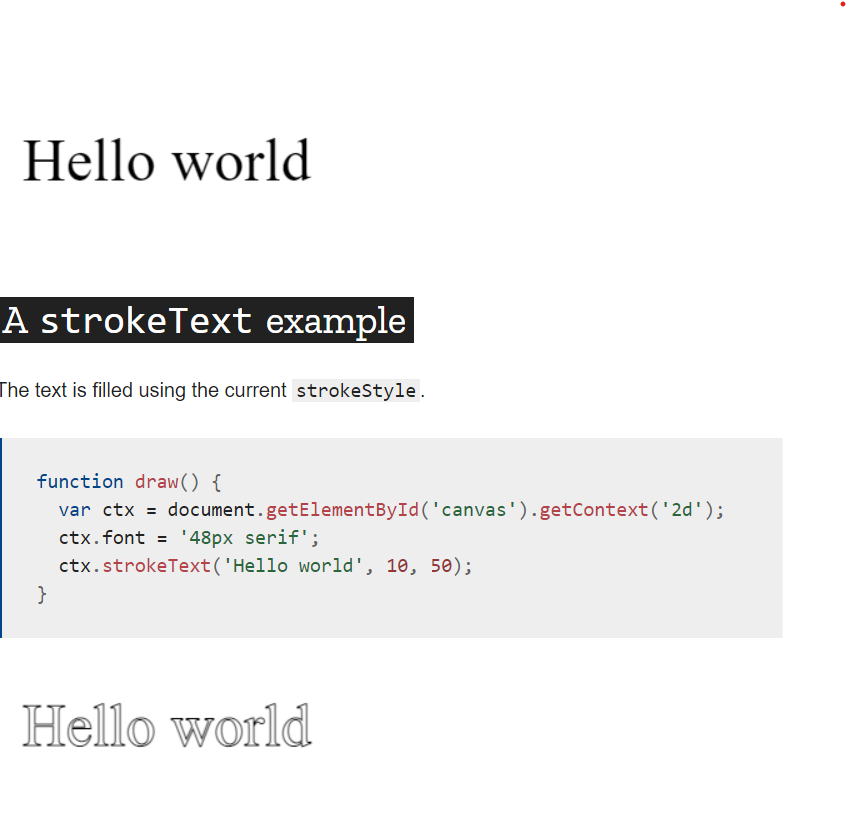 Hello world
A strokeText example
The text is filled using the current strokeStyle.
function draw() {
  var ctx = document.getElementById('canvas').getContext('2d');
  ctx.font = '48px serif';
  ctx.strokeText('Hello world', 10, 50);
}
Hello world